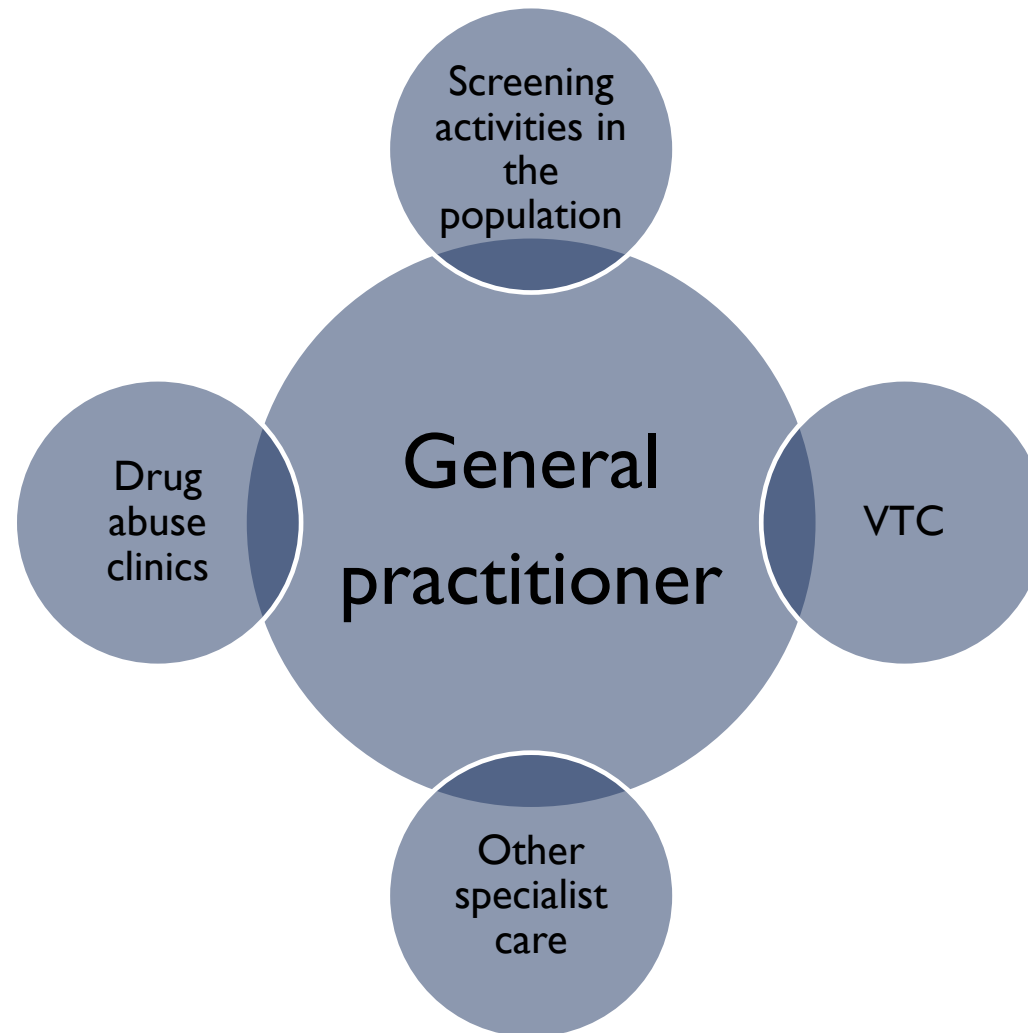 Screening
activities in
the
population
General
practitioner
Drug
abuse
clinics
VTC
Other
specialist
care